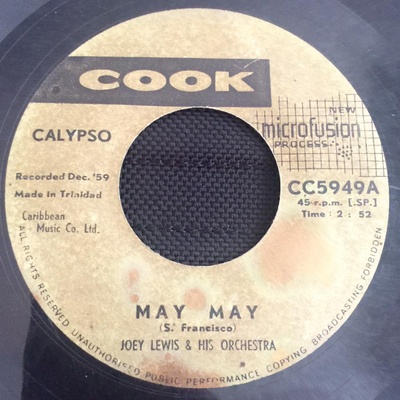 COOK
CALYPSO
NEW
microfusion
PROCESS
Recorded Dec. '59
Made in Trinidad
CC5949A
45-r.p.m. [.SP.]
Time : 2 : 52
Caribbean
Music Co. Ltd.
MAY MAY
(S. Francisco)
JOEY LEWIS & HIS ORCHESTRA
ALL RIGHTS RESERVED UNAUTHORISED PUBLIC PERFORMANCE COPYING BROADCASTING FORBIDDEN